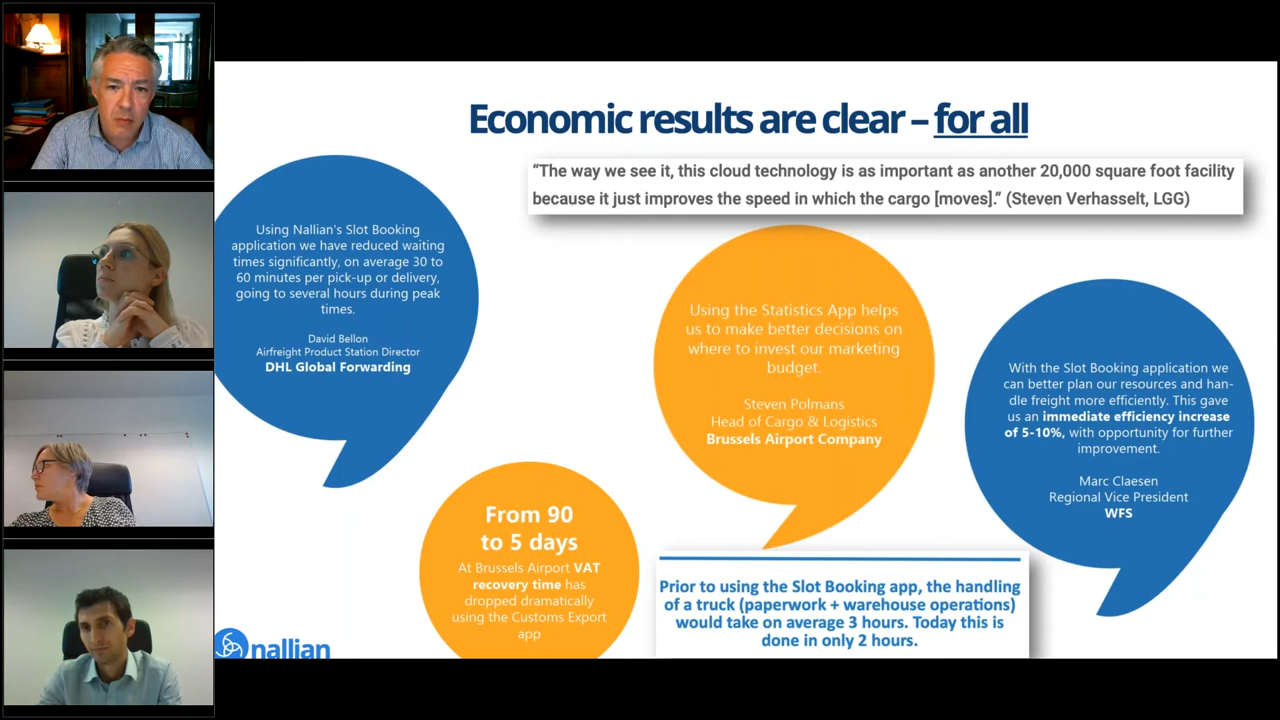 Economic results are clear – for all
“The way we see it, this cloud technology is as important as another 20,000 square foot facility
because it just improves the speed in which the cargo [moves].” (Steven Verhasselt, LGG)
Using Nallian's Slot Booking
application we have reduced waiting
times significantly, on average 30 to
60 minutes per pick-up or delivery,
going to several hours during peak
times.
David Bellon
Airfreight Product Station Director
DHL Global Forwarding
Using the Statistics App helps
us to make better decisions on
where to invest our marketing
budget.
Steven Polmans
Head of Cargo & Logistics
Brussels Airport Company
With the Slot Booking application we
can better plan our resources and han-
dle freight more efficiently. This gave
us an immediate efficiency increase
of 5-10%, with opportunity for further
improvement.
Marc Claesen
Regional Vice President
WFS
From 90
to 5 days
At Brussels Airport VAT
recovery time has
dropped dramatically
using the Customs Export
app
Prior to using the Slot Booking app, the handling
of a truck (paperwork + warehouse operations)
would take on average 3 hours. Today this is
done in only 2 hours.
nallian